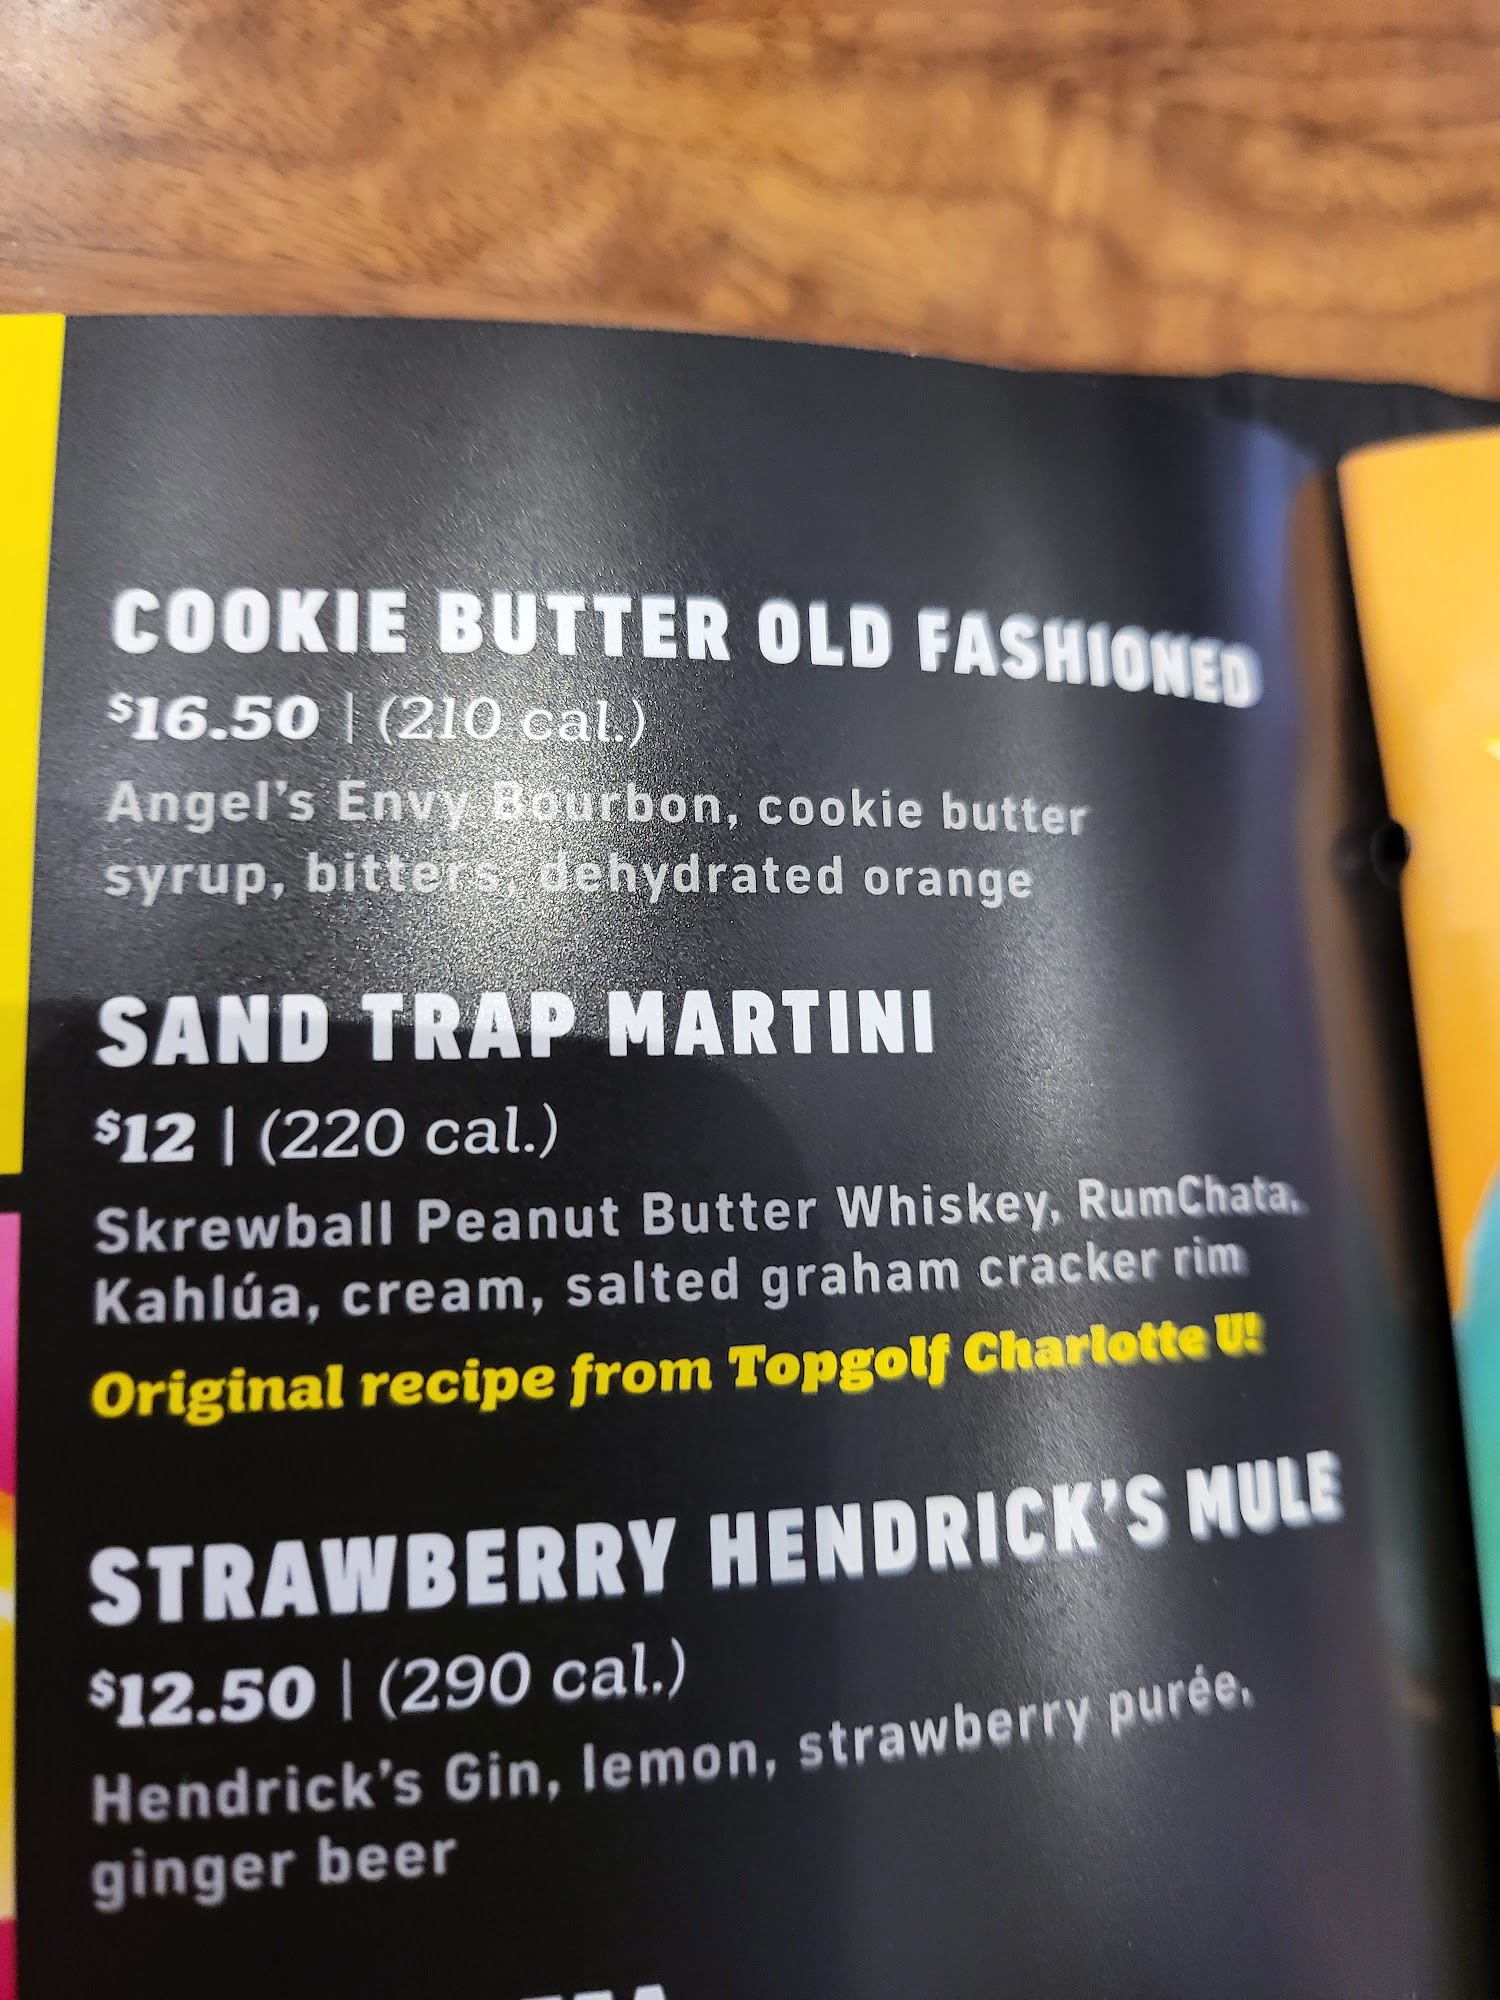 COOKIE BUTTER OLD FASHIONED
$16.50 | (210 cal.)
Angel's Envy Bourbon, cookie butter
syrup, bitters, dehydrated orange
SAND TRAP MARTINI
$12 | (220 cal.)
Skrewball Peanut Butter Whiskey, RumChata,
Kahlúa, cream, salted graham cracker rim
Original recipe from Topgolf Charlotte U!
STRAWBERRY HENDRICK'S MULE
$12.50 | (290 cal.)
Hendrick's Gin, lemon, strawberry purée,
ginger beer